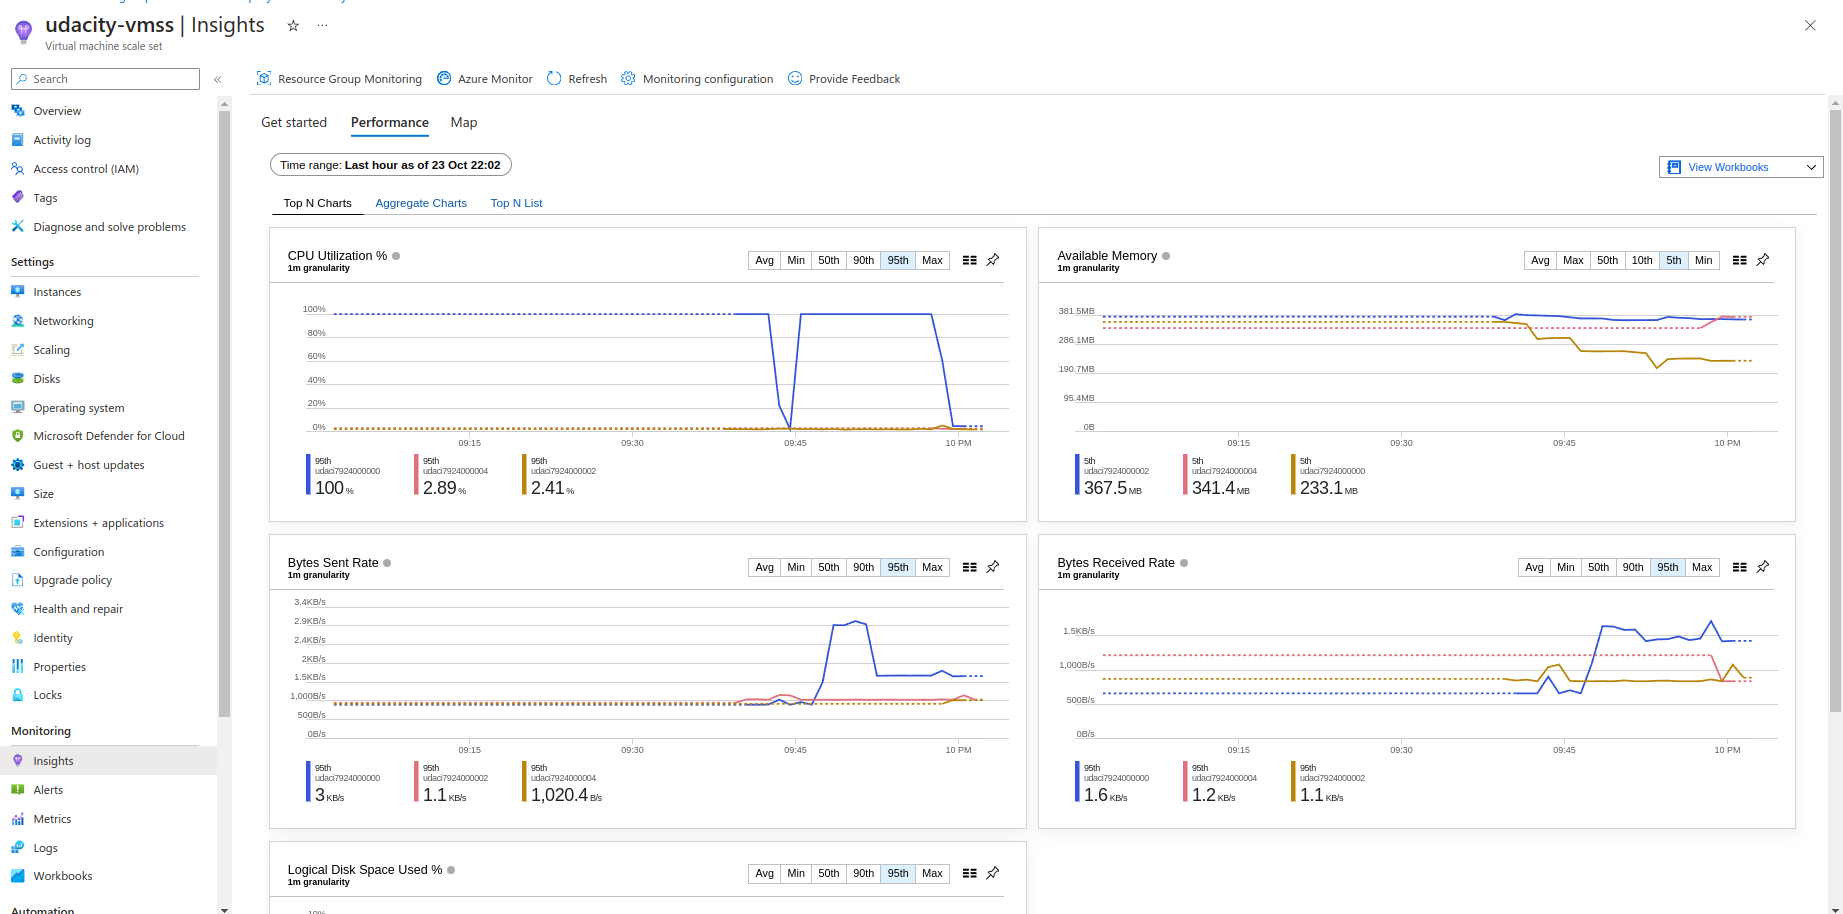 udacity-vmss | Insights
Virtual machine scale set
Search
Overview
Activity log
Access control (IAM)
Tags
Diagnose and solve problems
Settings
Instances
Networking
Scaling
Disks
Operating system
Microsoft Defender for Cloud
Guest + host updates
Size
Extensions + applications
Configuration
Upgrade policy
Health and repair
Identity
Properties
Locks
Monitoring
Insights
Alerts
Metrics
Logs
Workbooks
Automation
Resource Group Monitoring Azure Monitor Refresh Monitoring configuration Provide Feedback
Get started Performance Map
Time range: Last hour as of 23 Oct 22:02
View Workbooks
Top N Charts Aggregate Charts Top N List
CPU Utilization %
1m granularity
Avg Min 50th 90th 95th Max
100%
80%
60%
40%
20%
0%
09:15 09:30 09:45 10 PM
95th 95th 95th
udaci7924000000 udaci7924000004 udaci7924000002
100 % 2.89 % 2.41 %
Available Memory
1m granularity
Avg Max 50th 10th 5th Min
381.5MB
286.1MB
190.7MB
95.4MB
0B
09:15 09:30 09:45 10 PM
5th 5th 5th
udaci7924000002 udaci7924000004 udaci7924000000
367.5 MB 341.4 MB 233.1 MB
Bytes Sent Rate
1m granularity
Avg Min 50th 90th 95th Max
3.4KB/s
2.9KB/s
2.4KB/s
2KB/s
1.5KB/s
1,000B/s
500B/s
0B/s
09:15 09:30 09:45 10 PM
95th 95th 95th
udaci7924000000 udaci7924000002 udaci7924000004
3 KB/s 1.1 KB/s 1,020.4 B/s
Bytes Received Rate
1m granularity
Avg Min 50th 90th 95th Max
1.5KB/s
1,000B/s
500B/s
0B/s
09:15 09:30 09:45 10 PM
95th 95th 95th
udaci7924000000 udaci7924000004 udaci7924000002
1.6 KB/s 1.2 KB/s 1.1 KB/s
Logical Disk Space Used %
1m granularity
Avg Min 50th 90th 95th Max
10%